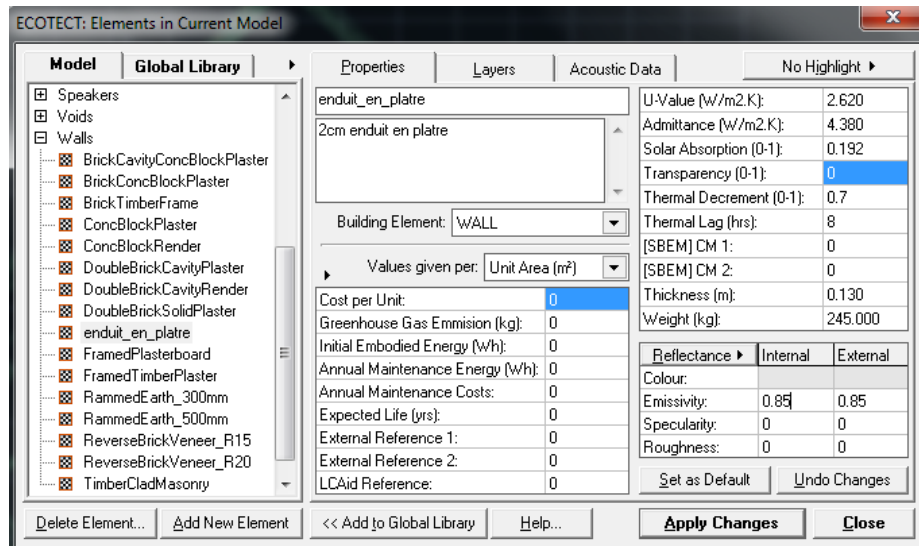 ECOTECT: Elements in Current Model
Model
Global Library
Speakers
Voids
Walls
BrickCavityConcBlockPlaster
BrickConcBlockPlaster
BrickTimberFrame
ConcBlockPlaster
ConcBlockRender
DoubleBrickCavityPlaster
DoubleBrickCavityRender
DoubleBrickSolidPlaster
enduit_en_platre
FramedPlasterboard
FramedTimberPlaster
RammedEarth_300mm
RammedEarth_500mm
ReverseBrickVeneer_R15
ReverseBrickVeneer_R20
TimberCladMasonry
Delete Element...
Add New Element
Properties
Layers
Acoustic Data
No Highlight
enduit_en_platre
2cm enduit en platre
Building Element: WALL
Values given per: Unit Area (m²)
Cost per Unit: 0
Greenhouse Gas Emmision (kg): 0
Initial Embodied Energy (Wh): 0
Annual Maintenance Energy (Wh): 0
Annual Maintenance Costs: 0
Expected Life (yrs): 0
External Reference 1: 0
External Reference 2: 0
LCAid Reference: 0
U-Value (W/m2.K): 2.620
Admittance (W/m2.K): 4.380
Solar Absorption (0-1): 0.192
Transparency (0-1): 0
Thermal Decrement (0-1): 0.7
Thermal Lag (hrs): 8
[SBEM] CM 1: 0
[SBEM] CM 2: 0
Thickness (m): 0.130
Weight (kg): 245.000
Reflectance Internal External
Colour:
Emissivity: 0.85 0.85
Specularity: 0 0
Roughness: 0 0
Set as Default
Undo Changes
<< Add to Global Library
Help...
Apply Changes
Close